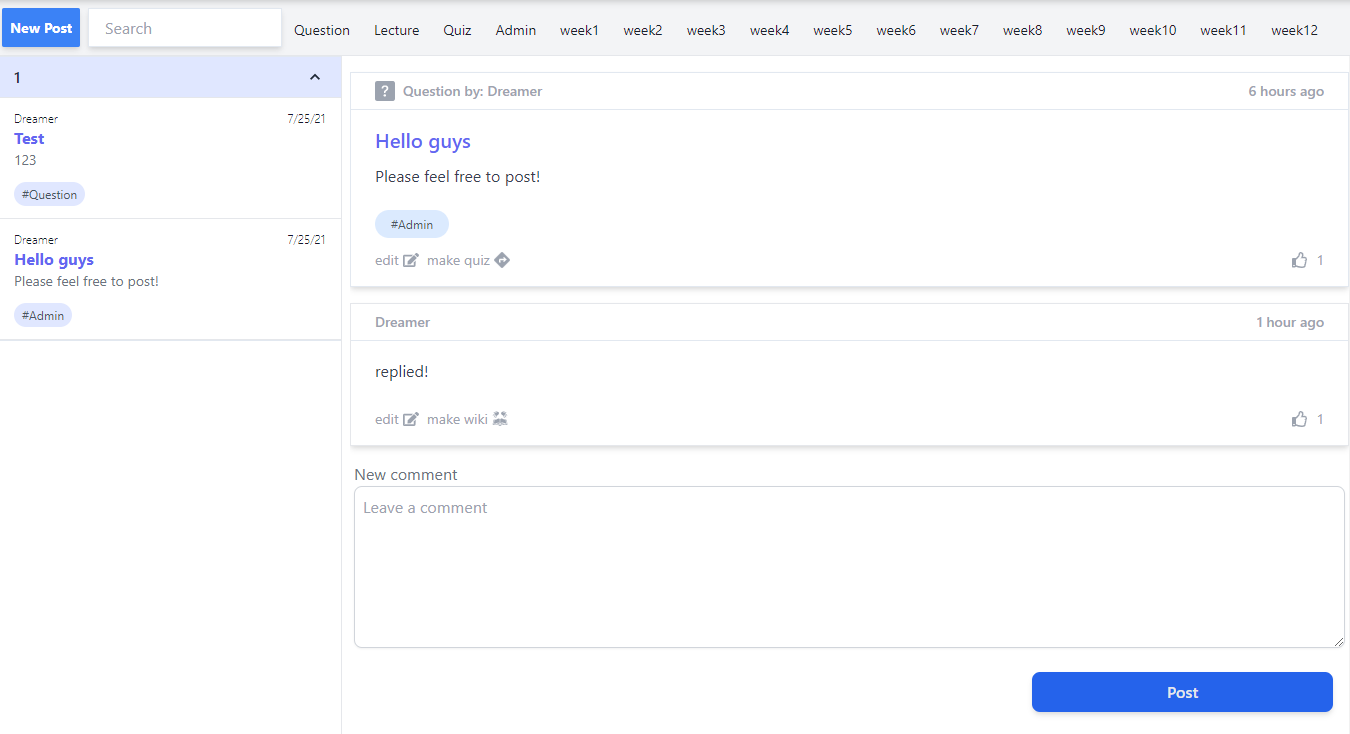 New Post Search Question Lecture Quiz Admin week1 week2 week3 week4 week5 week6 week7 week8 week9 week10 week11 week12
1
Dreamer 7/25/21
Test
123
#Question
Dreamer 7/25/21
Hello guys
Please feel free to post!
#Admin
? Question by: Dreamer 6 hours ago
Hello guys
Please feel free to post!
#Admin
edit make quiz 1
Dreamer 1 hour ago
replied!
edit make wiki 1
New comment
Leave a comment
Post